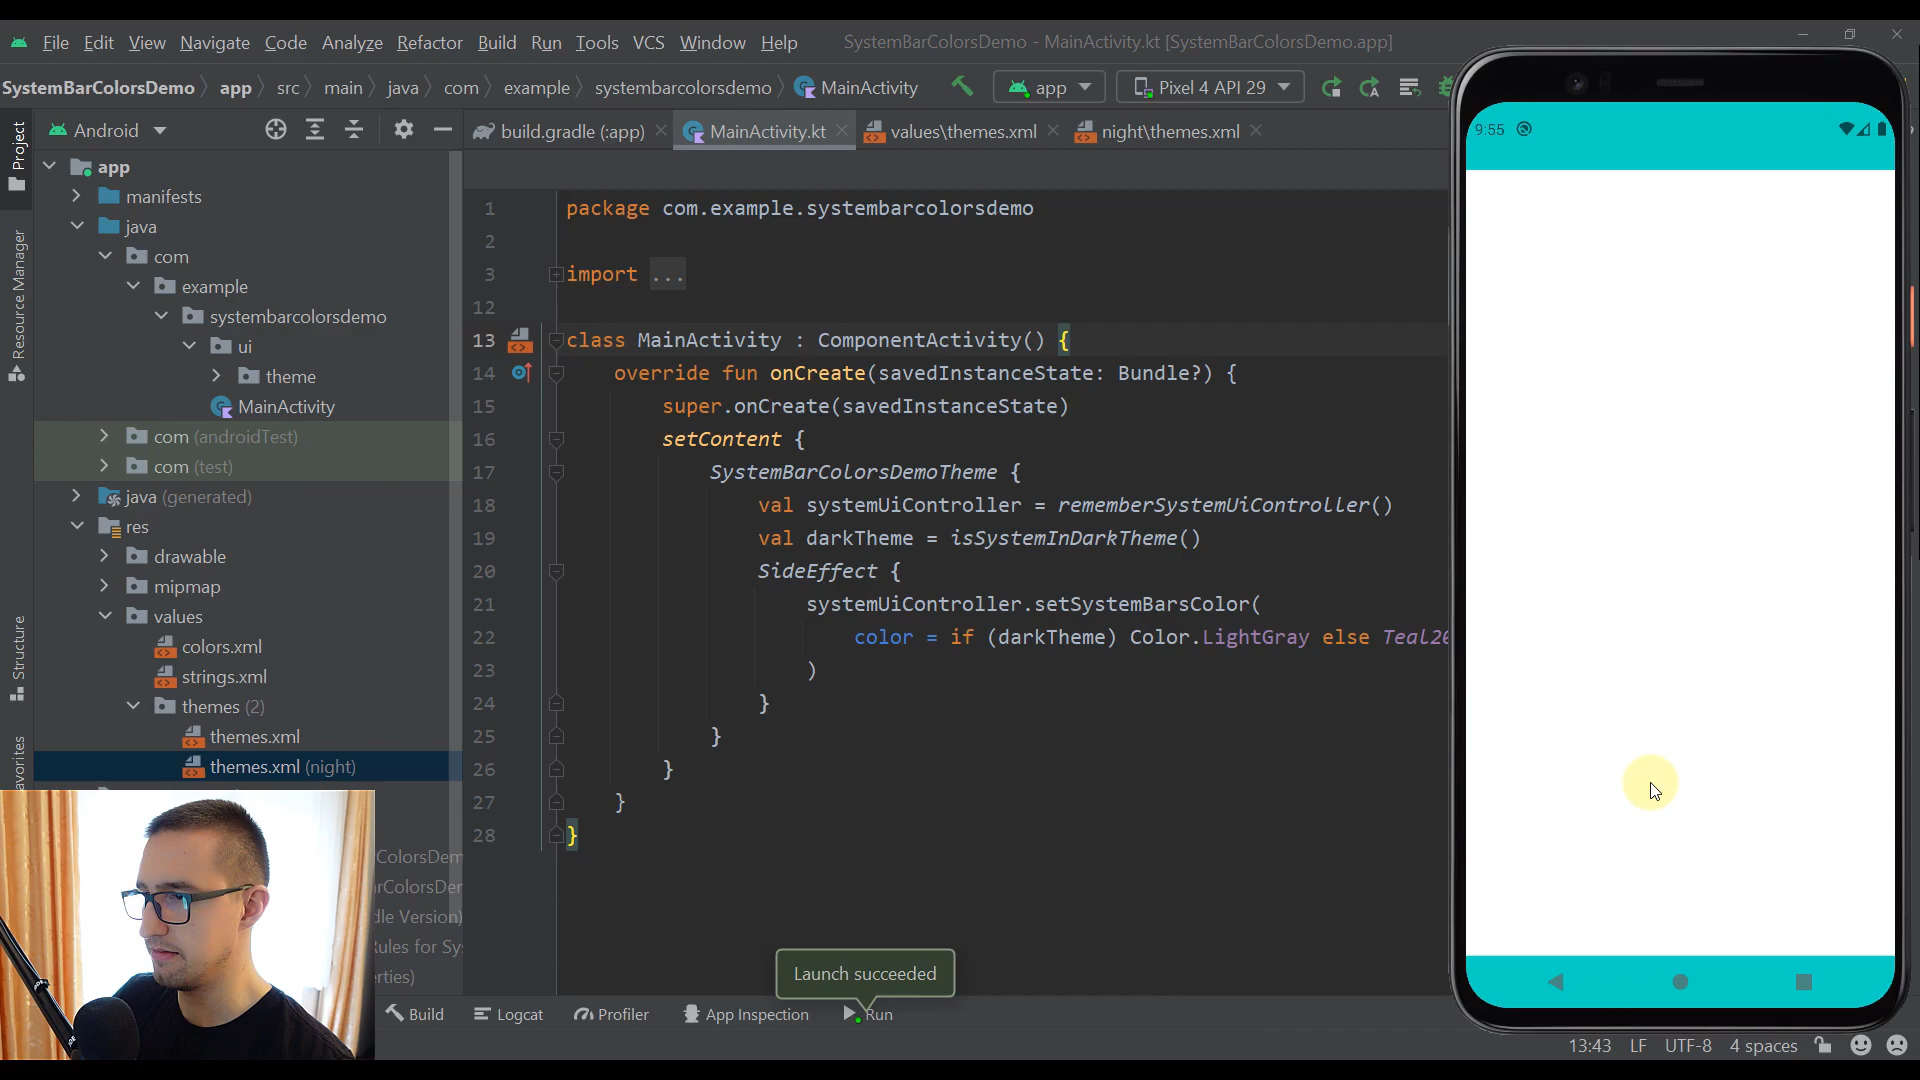 File Edit View Navigate Code Analyze Refactor Build Run Tools VCS Window Help SystemBarColorsDemo - MainActivity.kt [SystemBarColorsDemo.app]
SystemBarColorsDemo app src main java com example systembarcolorsdemo MainActivity app Pixel 4 API 29
Project
Resource Manager
Structure
Android
app
manifests
java
com
example
systembarcolorsdemo
ui
theme
MainActivity
com (androidTest)
com (test)
java (generated)
res
drawable
mipmap
values
colors.xml
strings.xml
themes (2)
themes.xml
themes.xml (night)
build.gradle (:app) MainActivity.kt values\themes.xml night\themes.xml
1 package com.example.systembarcolorsdemo
2
3 import ...
12
13 class MainActivity : ComponentActivity() {
14 override fun onCreate(savedInstanceState: Bundle?) {
15 super.onCreate(savedInstanceState)
16 setContent {
17 SystemBarColorsDemoTheme {
18 val systemUiController = rememberSystemUiController()
19 val darkTheme = isSystemInDarkTheme()
20 SideEffect {
21 systemUiController.setSystemBarsColor(
22 color = if (darkTheme) Color.LightGray else
23 )
24 }
25 }
26 }
27 }
28 }
9:55
Launch succeeded
Build Logcat Profiler App Inspection Run
13:43 LF UTF-8 4 spaces